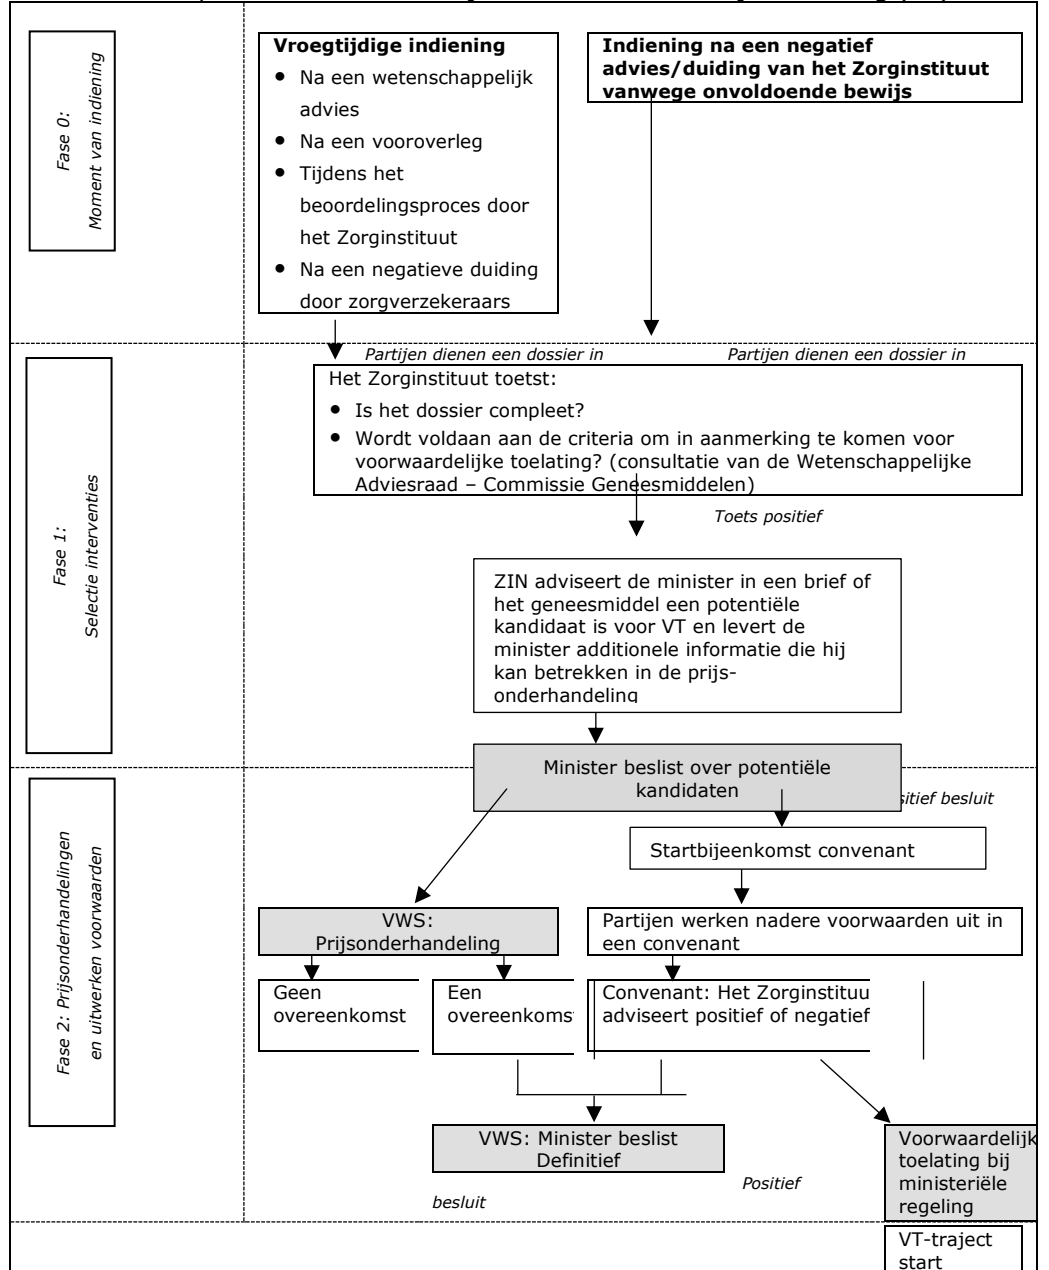 Fase 0:
Moment van indiening
Vroegtijdige indiening
• Na een wetenschappelijk
advies
• Na een vooroverleg
• Tijdens het
beoordelingsproces door
het Zorginstituut
• Na een negatieve duiding
door zorgverzekeraars
Indiening na een negatief
advies/duiding van het Zorginstituut
vanwege onvoldoende bewijs
Fase 1:
Selectie interventies
Partijen dienen een dossier in
Partijen dienen een dossier in
Het Zorginstituut toetst:
• Is het dossier compleet?
• Wordt voldaan aan de criteria om in aanmerking te komen voor
voorwaardelijke toelating? (consultatie van de Wetenschappelijke
Adviesraad – Commissie Geneesmiddelen)
Toets positief
ZIN adviseert de minister in een brief of
het geneesmiddel een potentiële
kandidaat is voor VT en levert de
minister additionele informatie die hij
kan betrekken in de prijs-
onderhandeling
Minister beslist over potentiële
kandidaten
Fase 2: Prijsonderhandelingen
en uitwerken voorwaarden
sitief besluit
Startbijeenkomst convenant
VWS:
Prijsonderhandeling
Partijen werken nadere voorwaarden uit in
een convenant
Geen
overeenkomst
Een
overeenkoms
Convenant: Het Zorginstituu
adviseert positief of negatief
VWS: Minister beslist
Definitief
Positief
besluit
Voorwaardelijk
toelating bij
ministeriële
regeling
VT-traject
start